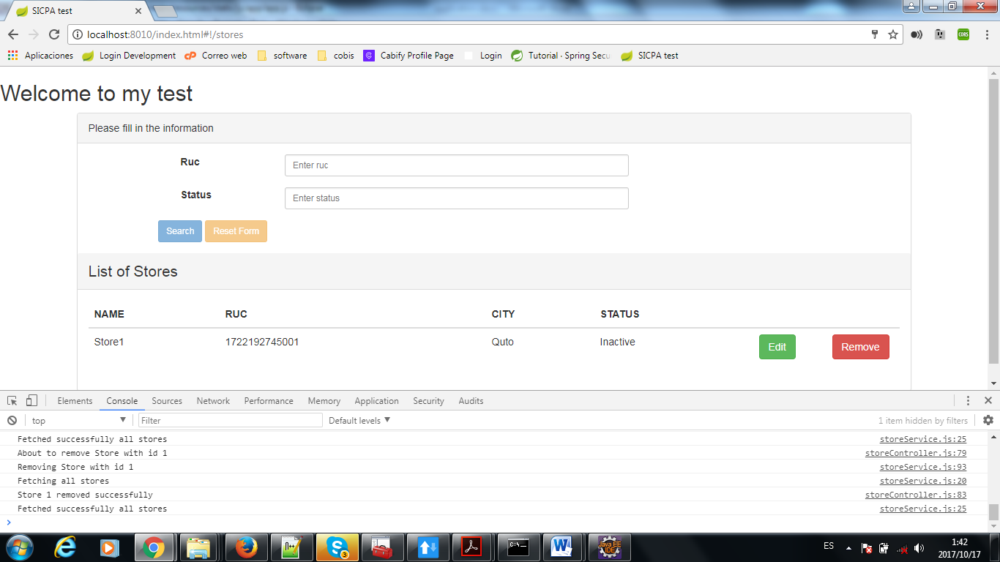 SICPA test
localhost:8010/index.html#!/stores
CORS
Aplicaciones Login Development Correo web software cobis Cabify Profile Page Login Tutorial · Spring Secu SICPA test
Welcome to my test
Please fill in the information
Ruc Enter ruc
Status Enter status
Search Reset Form
List of Stores
NAME RUC CITY STATUS
Store1 1722192745001 Quto Inactive Edit Remove
Elements Console Sources Network Performance Memory Application Security Audits
top Filter Default levels 1 item hidden by filters
Fetched successfully all stores storeService.js:25
About to remove Store with id 1 storeController.js:79
Removing Store with id 1 storeService.js:93
Fetching all stores storeService.js:20
Store 1 removed successfully storeController.js:83
Fetched successfully all stores storeService.js:25
ES 1:42
2017/10/17
3
C:\_
Java EE
IDE